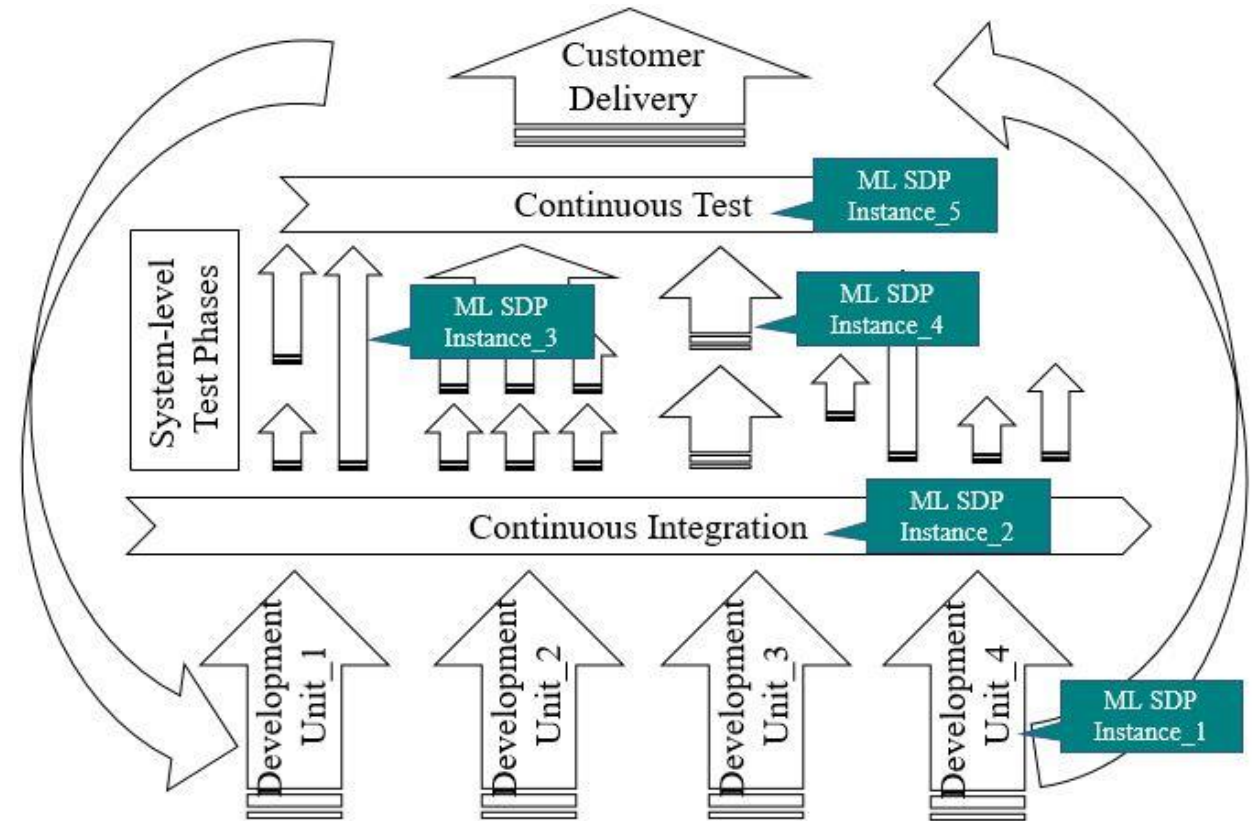 Customer
Delivery
Continuous Test
ML SDP
Instance_5
System-level
Test Phases
ML SDP
Instance_3
ML SDP
Instance_4
Continuous Integration
ML SDP
Instance_2
Development
Unit_1
Development
Unit_2
Development
Unit_3
Development
Unit_4
ML SDP
Instance_1